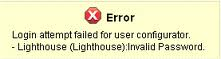 Error
Login attempt failed for user configurator.
- Lighthouse (Lighthouse):Invalid Password.